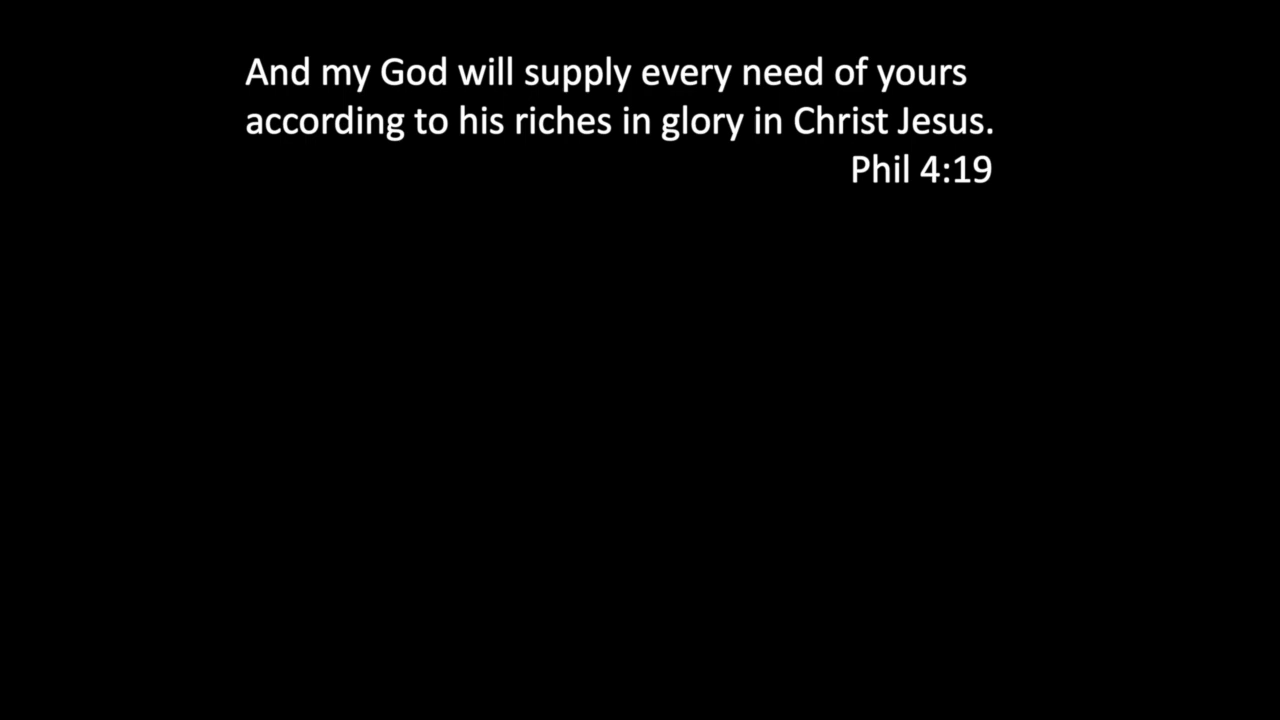 And my God will supply every need of yours
according to his riches in glory in Christ Jesus.
Phil 4:19